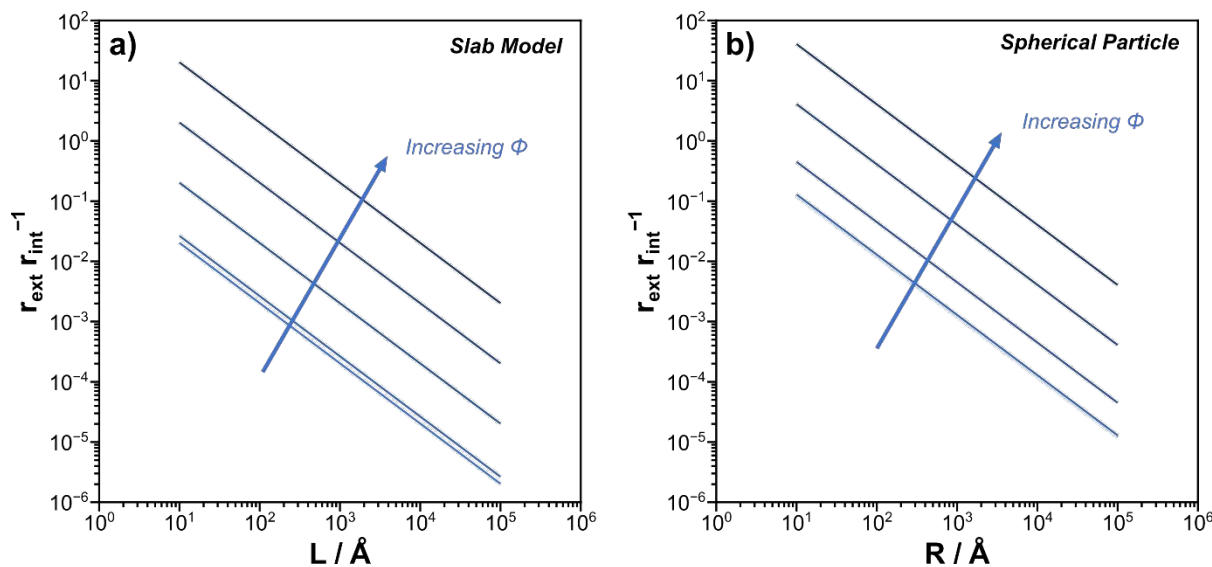 a)
Slab Model
Increasing Φ
r_ext r_int^−1
10^2
10^1
10^0
10^−1
10^−2
10^−3
10^−4
10^−5
10^−6
10^0 10^1 10^2 10^3 10^4 10^5 10^6
L / Å
b)
Spherical Particle
Increasing Φ
r_ext r_int^−1
10^2
10^1
10^0
10^−1
10^−2
10^−3
10^−4
10^−5
10^−6
10^0 10^1 10^2 10^3 10^4 10^5 10^6
R / Å